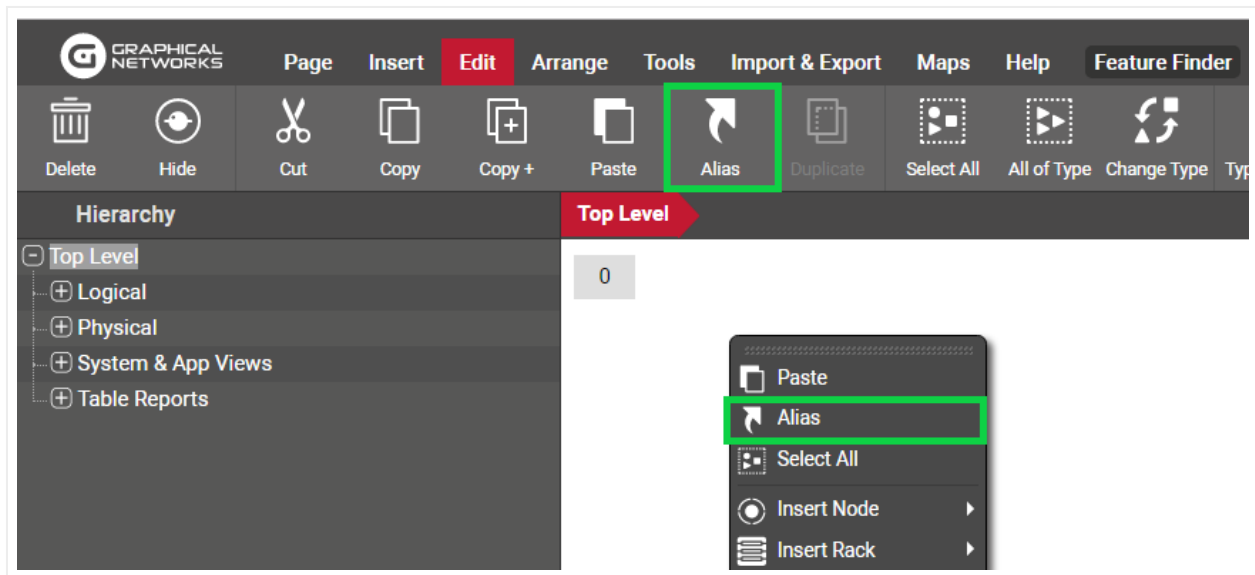 GRAPHICAL
NETWORKS
Page Insert Edit Arrange Tools Import & Export Maps Help Feature Finder
Delete Hide Cut Copy Copy + Paste Alias Duplicate Select All All of Type Change Type
Hierarchy
Top Level
Top Level
Logical
Physical
System & App Views
Table Reports
0
Paste
Alias
Select All
Insert Node
Insert Rack